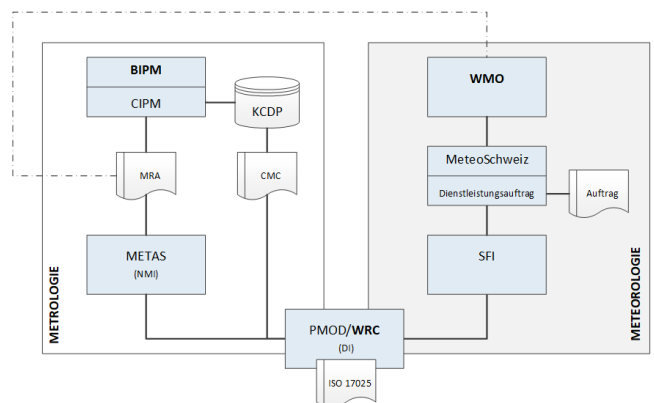 BIPM
CIPM
KCDP
MRA
CMC
METAS
(NMI)
METROLOGIE
WMO
MeteoSchweiz
Dienstleistungsauftrag
Auftrag
SFI
METEOROLOGIE
PMOD/WRC
(DI)
ISO 17025